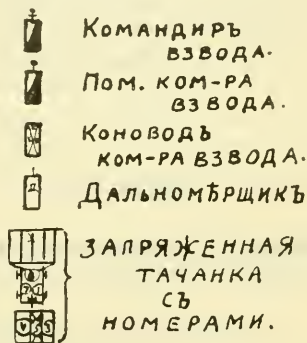 Командиръ
взвода.
Пом. ком-ра
взвода.
Коноводъ
ком-ра взвода.
Дальномѣрщикъ
Запряженная
тачанка
съ
номерами.